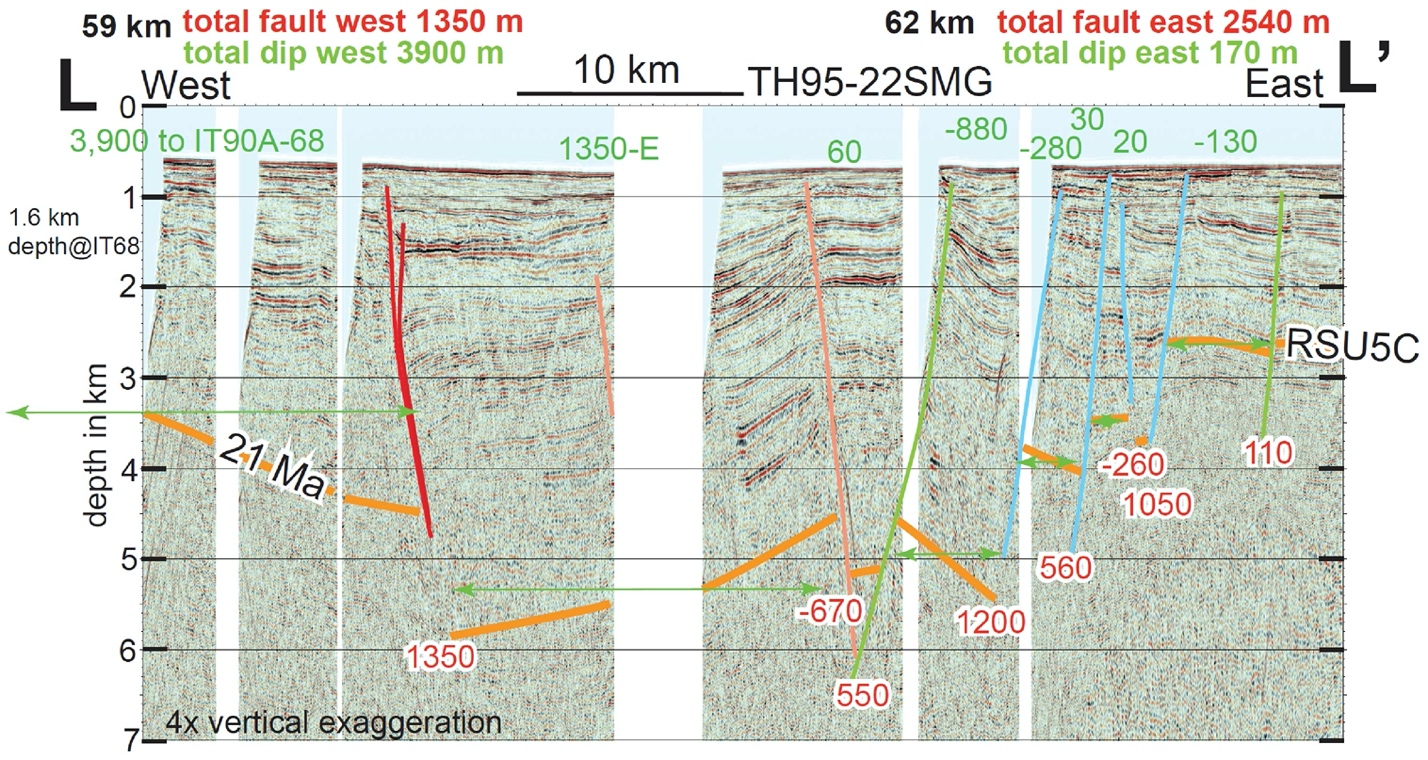 59 km total fault west 1350 m
total dip west 3900 m
62 km total fault east 2540 m
total dip east 170 m
L West
10 km
TH95-22SMG
East L’
0
3,900 to IT90A-68
1350-E
60
-880
-280
30
20
-130
1
1.6 km
depth@IT68
2
RSU5C
3
depth in km
21 Ma
4
-260
110
1050
5
560
-670
1200
1350
6
550
4x vertical exaggeration
7